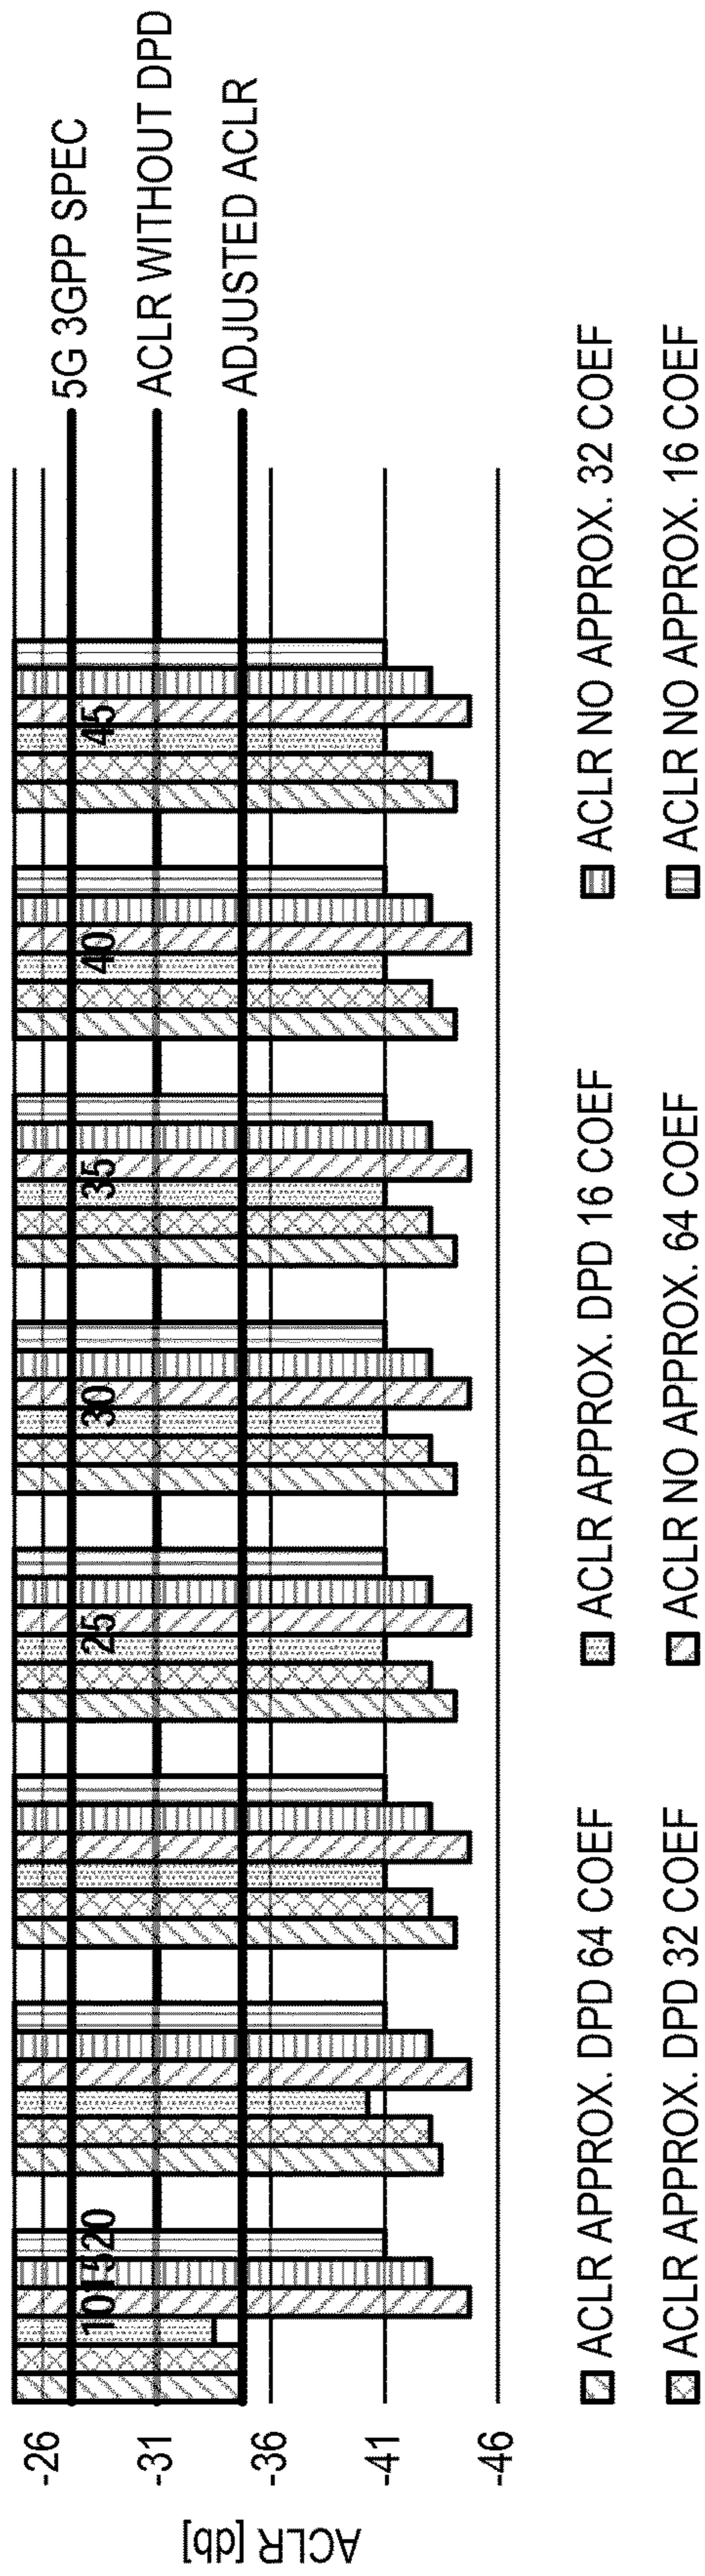 5G 3GPP SPEC
ACLR WITHOUT DPD
ADJUSTED ACLR
ACLR [db]
-26
-31
-36
-41
-46
10 15 20 25 30 35 40 45
ACLR APPROX. DPD 64 COEF
ACLR APPROX. DPD 16 COEF
ACLR NO APPROX. 32 COEF
ACLR APPROX. DPD 32 COEF
ACLR NO APPROX. 64 COEF
ACLR NO APPROX. 16 COEF